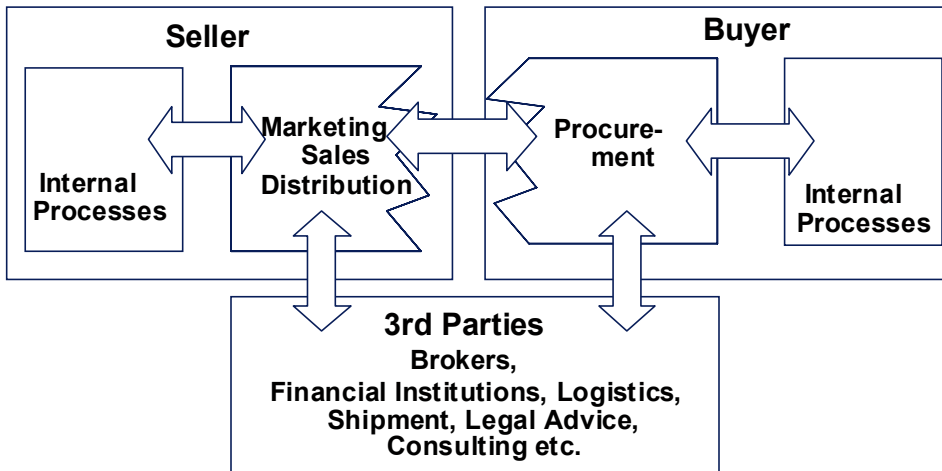 Seller
Internal
Processes
Marketing
Sales
Distribution
Buyer
Procure-
ment
Internal
Processes
3rd Parties
Brokers,
Financial Institutions, Logistics,
Shipment, Legal Advice,
Consulting etc.